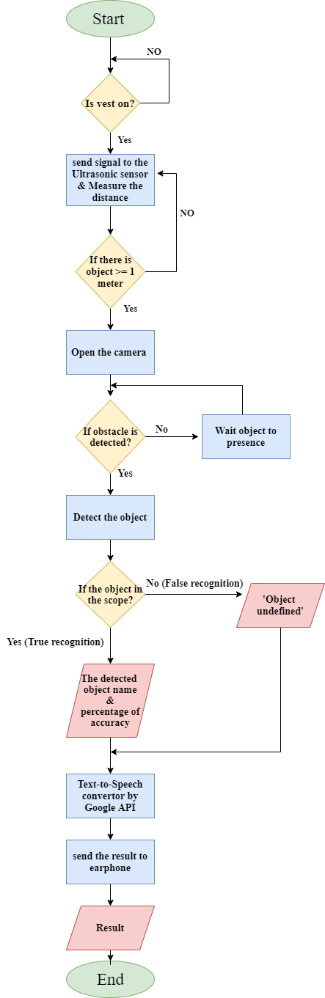 Start
NO
Is vest on?
Yes
send signal to the
Ultrasonic sensor
& Measure the
distance
NO
If there is
object >= 1
meter
Yes
Open the camera
If obstacle is
detected?
No
Wait object to
presence
Yes
Detect the object
If the object in
the scope?
No (False recognition)
'Object
undefined'
Yes (True recognition)
The detected
object name
&
percentage of
accuracy
Text-to-Speech
convertor by
Google API
send the result to
earphone
Result
End